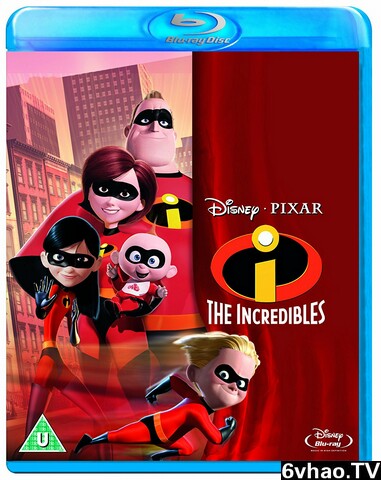 Blu-ray Disc
Disney · PIXAR
i
THE INCREDIBLES
U
Disney
Blu-ray
6vhao.TV